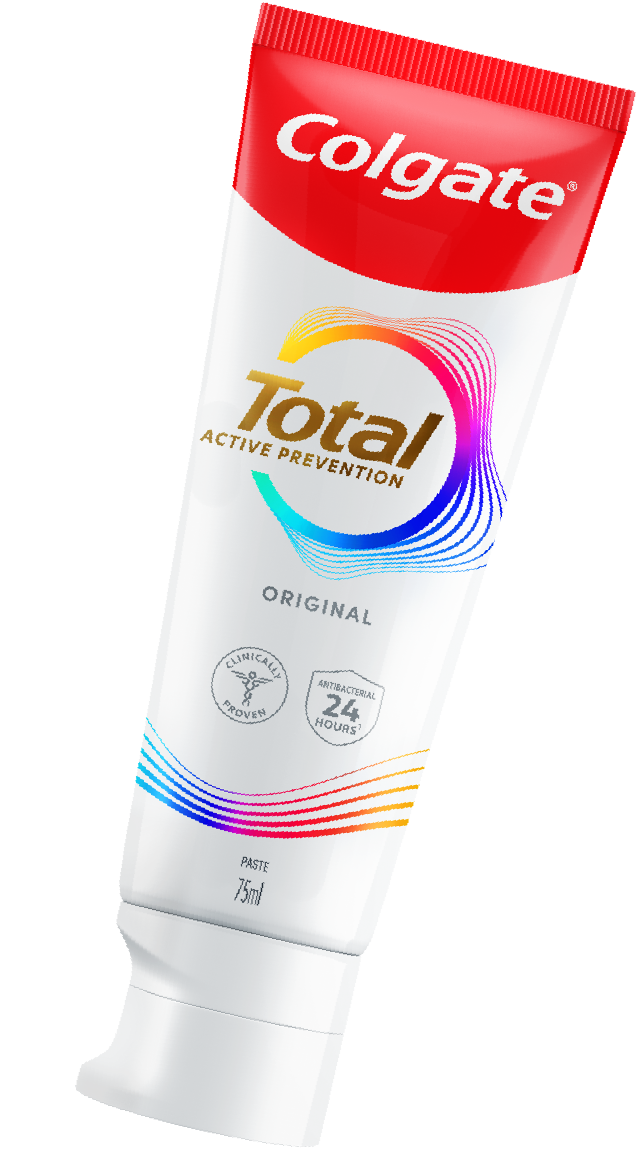 Colgate®
Total
ACTIVE PREVENTION
ORIGINAL
CLINICALLY
PROVEN
ANTIBACTERIAL
24
HOURS
PASTE
75ml